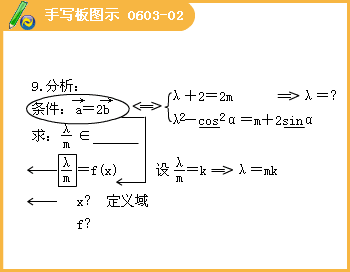 手写板图示 0603-02
9.分析:
条件: a⃗=2b⃗ ⟺ { λ+2=2m ⟹ λ=?
λ²-cos²α=m+2sinα
求: λ/m ∈ ______
← λ/m =f(x) 设 λ/m =k ⟹ λ=mk
← x? 定义域
f?